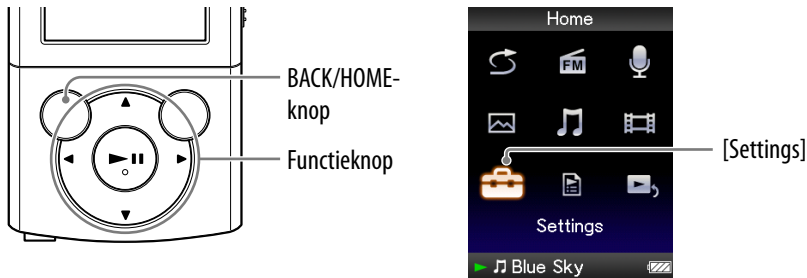 BACK/HOME-
knop
Functieknop
Home
FM
[Settings]
Settings
Blue Sky